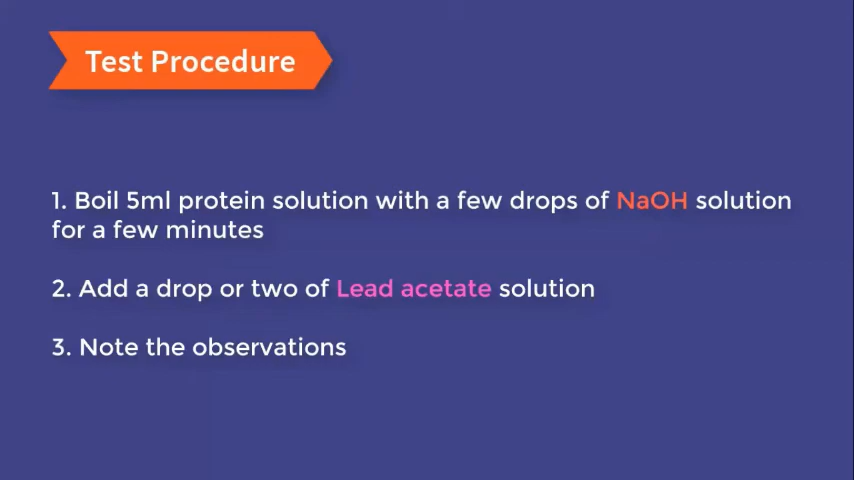 Test Procedure
1. Boil 5ml protein solution with a few drops of NaOH solution
for a few minutes
2. Add a drop or two of Lead acetate solution
3. Note the observations